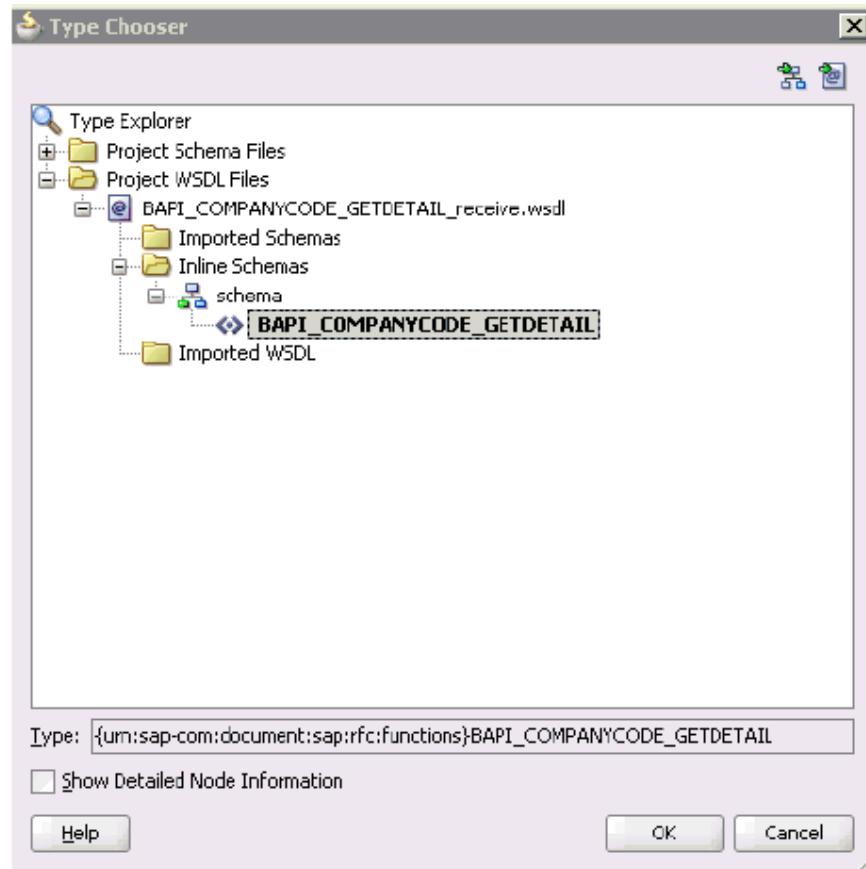 Type Chooser
Type Explorer
Project Schema Files
Project WSDL Files
BAPI_COMPANYCODE_GETDETAIL_receive.wsdl
Imported Schemas
Inline Schemas
schema
BAPI_COMPANYCODE_GETDETAIL
Imported WSDL
Type: {urn:sap-com:document:sap:rfc:functions}BAPI_COMPANYCODE_GETDETAIL
Show Detailed Node Information
Help OK Cancel